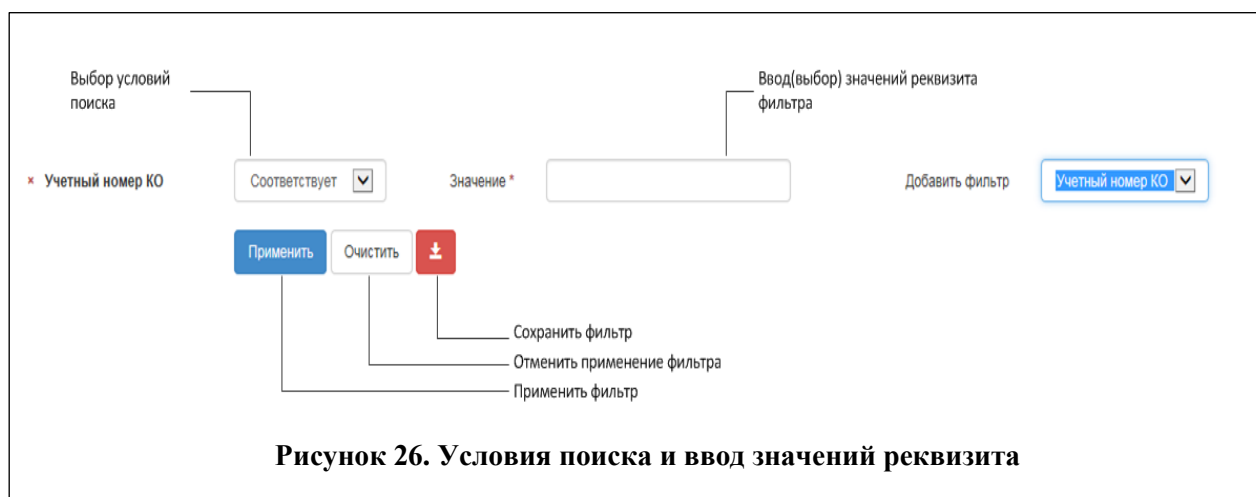 Выбор условий
поиска
Ввод(выбор) значений реквизита
фильтра
× Учетный номер КО
Соответствует
Значение *
Добавить фильтр
Учетный номер КО
Применить
Очистить
Сохранить фильтр
Отменить применение фильтра
Применить фильтр
Рисунок 26. Условия поиска и ввод значений реквизита